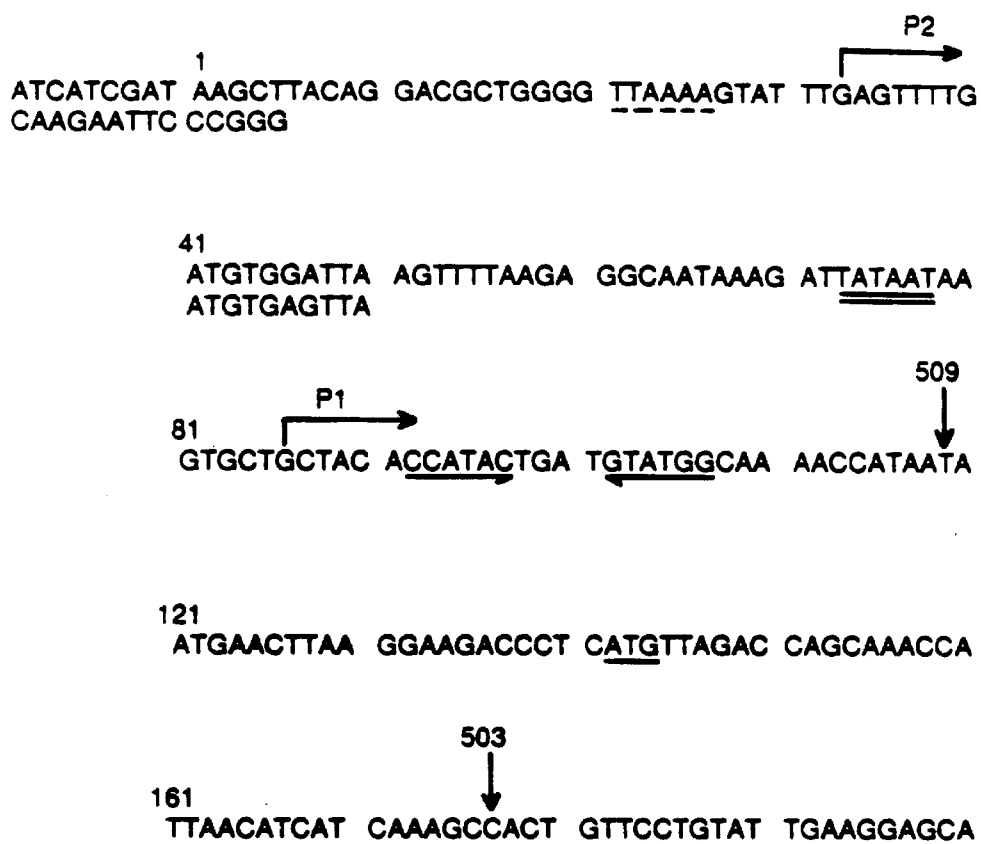 P2
1
ATCATCGAT AAGCTTACAG GACGCTGGGG TTAAAAGTAT TTGAGTTTTG
CAAGAATTC CCGGG
41
ATGTGGATTA AGTTTTAAGA GGCAATAAAG ATTATAATAA
ATGTGAGTTA
509
P1
81
GTGCTGCTAC ACCATACTGA TGTATGGCAA AACCATAATA
121
ATGAACTTAA GGAAGACCCT CATGTTAGAC CAGCAAACCA
503
161
TTAACATCAT CAAAGCCACT GTTCCTGTAT TGAAGGAGCA